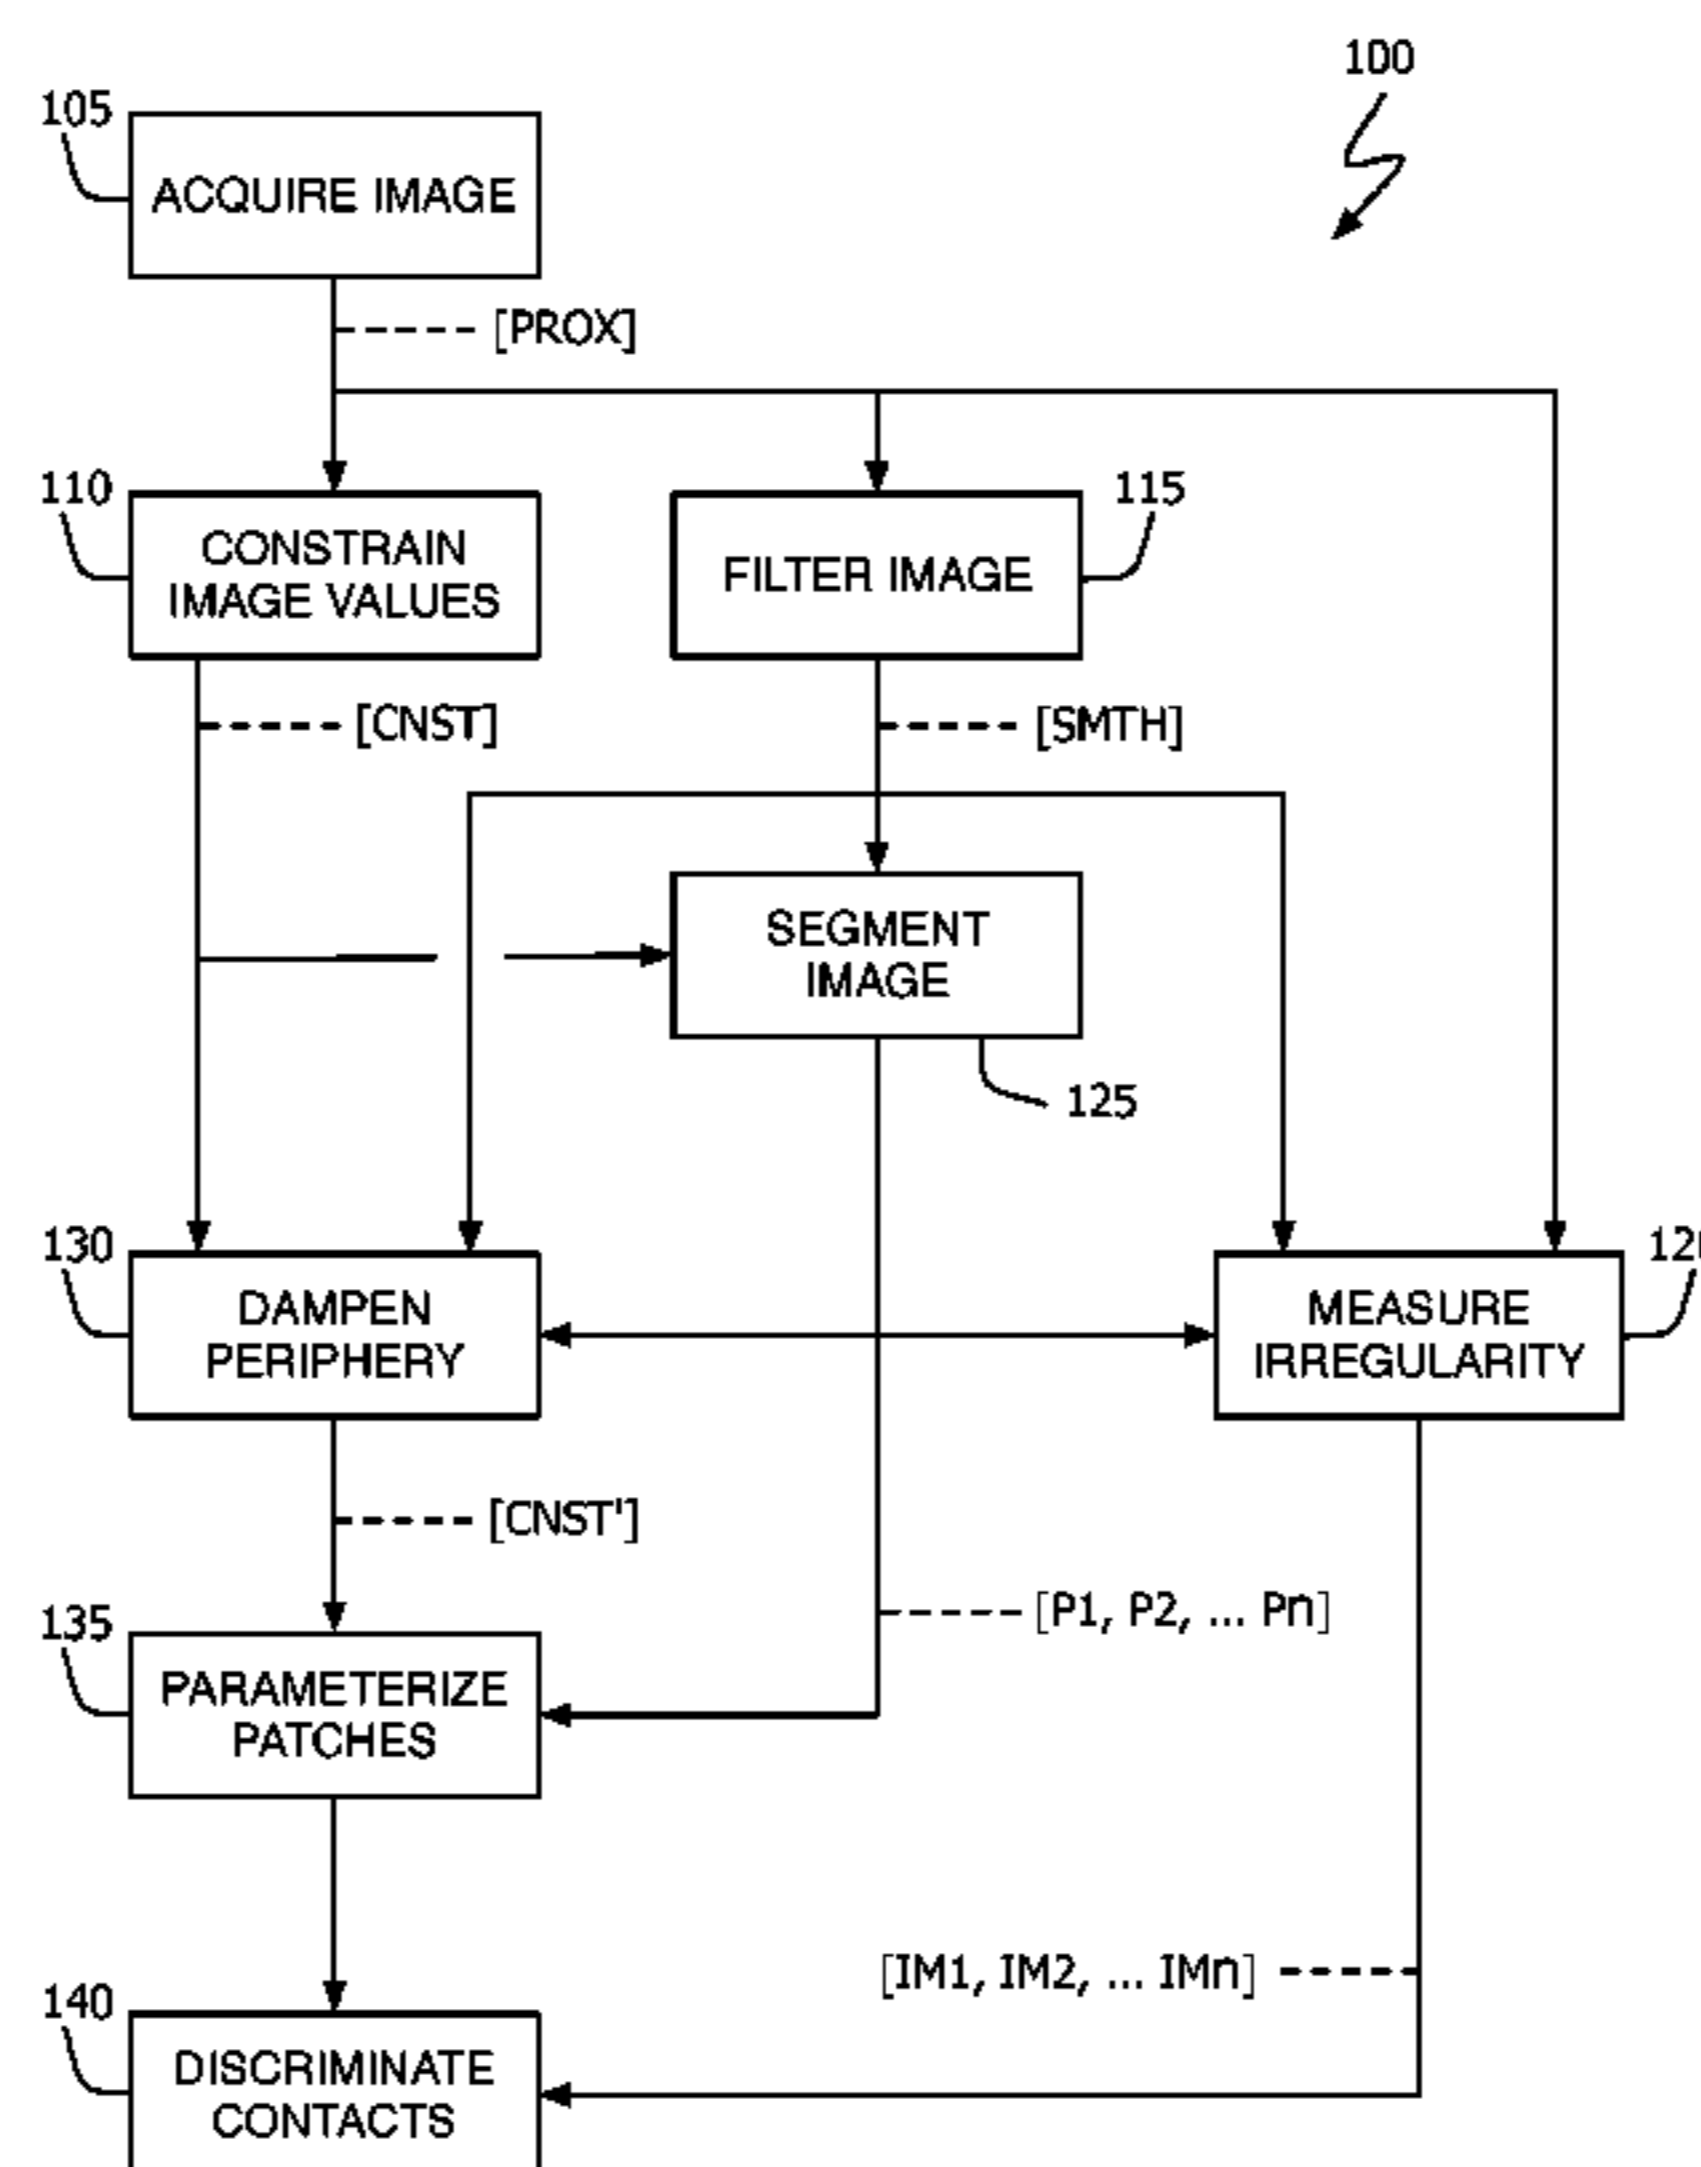 100
105
ACQUIRE IMAGE
[PROX]
110
CONSTRAIN
IMAGE VALUES
115
FILTER IMAGE
[CNST]
[SMTH]
SEGMENT
IMAGE
125
130
DAMPEN
PERIPHERY
MEASURE
IRREGULARITY
120
[CNST']
[P1, P2, ... Pn]
135
PARAMETERIZE
PATCHES
[IM1, IM2, ... IMn]
140
DISCRIMINATE
CONTACTS